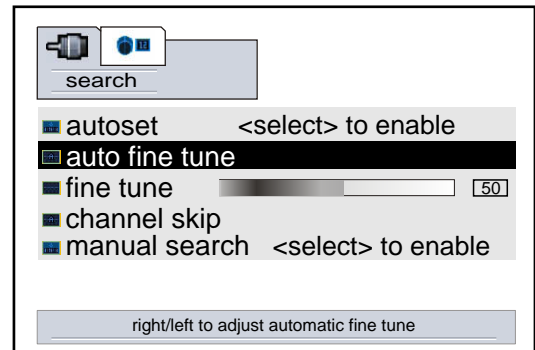 search
autoset <select> to enable
auto fine tune
fine tune 50
channel skip
manual search <select> to enable
right/left to adjust automatic fine tune